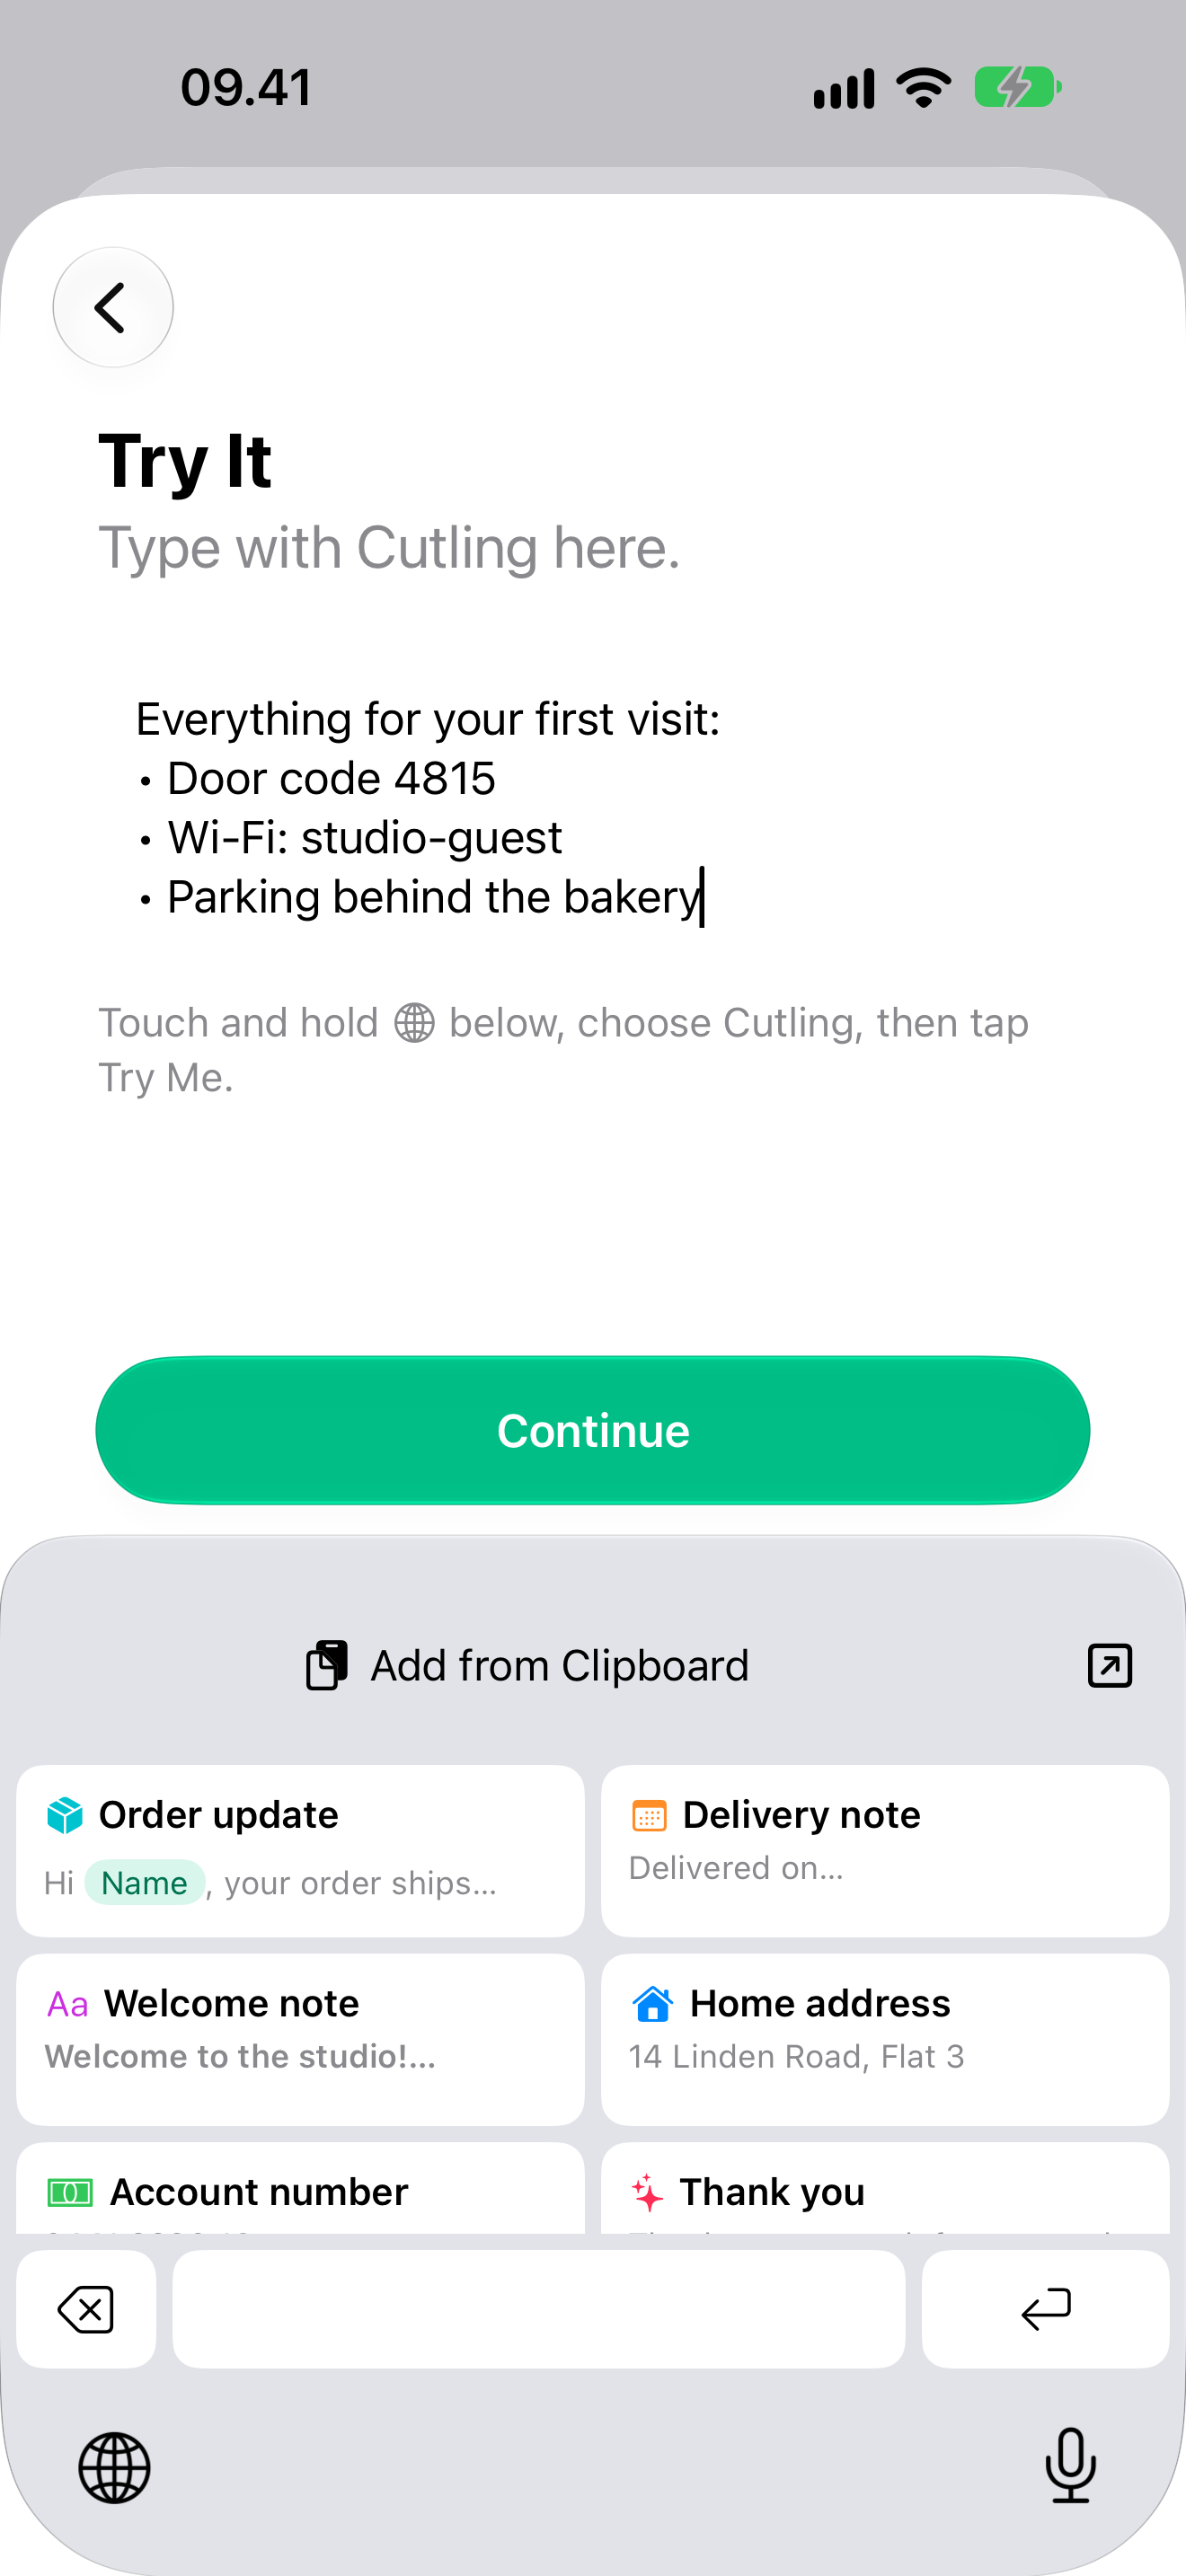 09.41
Try It
Type with Cutling here.
Everything for your first visit:
• Door code 4815
• Wi-Fi: studio-guest
• Parking behind the bakery
Touch and hold below, choose Cutling, then tap
Try Me.
Continue
Add from Clipboard
Order update
Hi Name, your order ships...
Delivery note
Delivered on...
Aa Welcome note
Welcome to the studio!...
Home address
14 Linden Road, Flat 3
Account number
Thank you